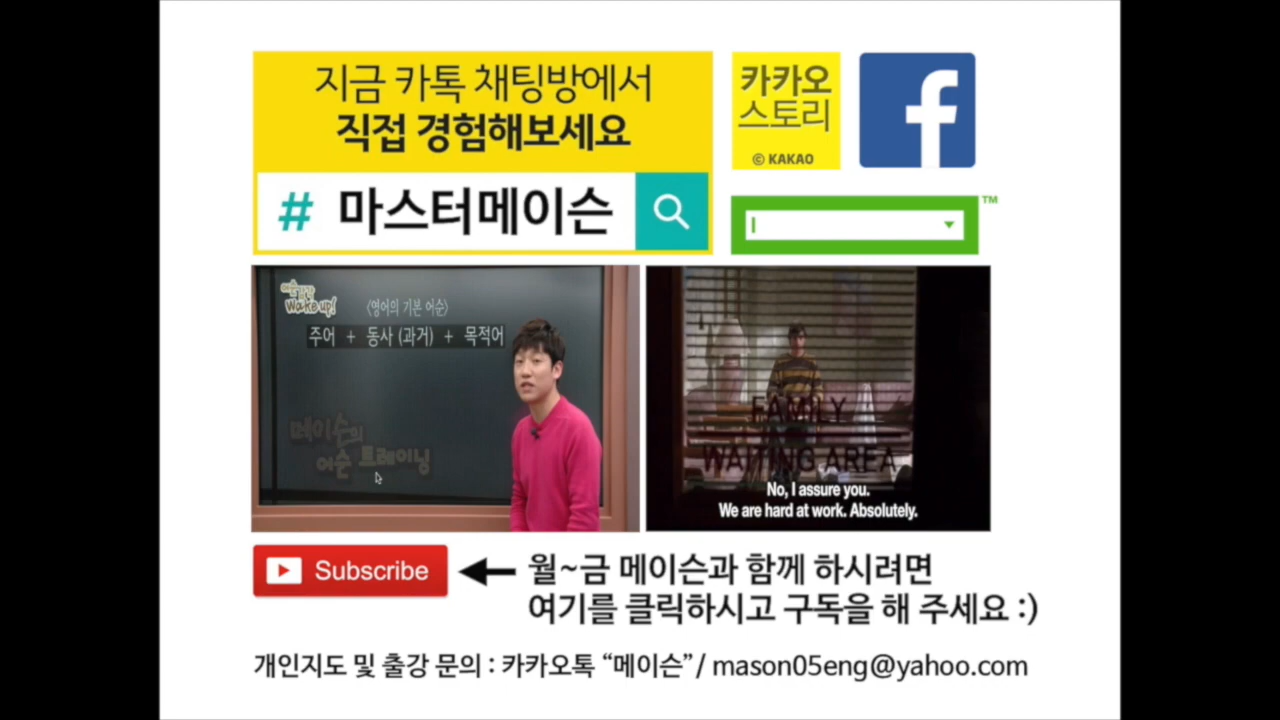 지금 카톡 채팅방에서
직접 경험해보세요
# 마스터메이슨
카카오
스토리
© KAKAO
f
TM
어순감각
Wake up!
<영어의 기본 어순>
주어 + 동사 (과거) + 목적어
메이슨의
어순 트레이닝
FAMILY
WAITING AREA
No, I assure you.
We are hard at work. Absolutely.
Subscribe
월~금 메이슨과 함께 하시려면
여기를 클릭하시고 구독을 해 주세요 :)
개인지도 및 출강 문의 : 카카오톡 “메이슨”/ mason05eng@yahoo.com